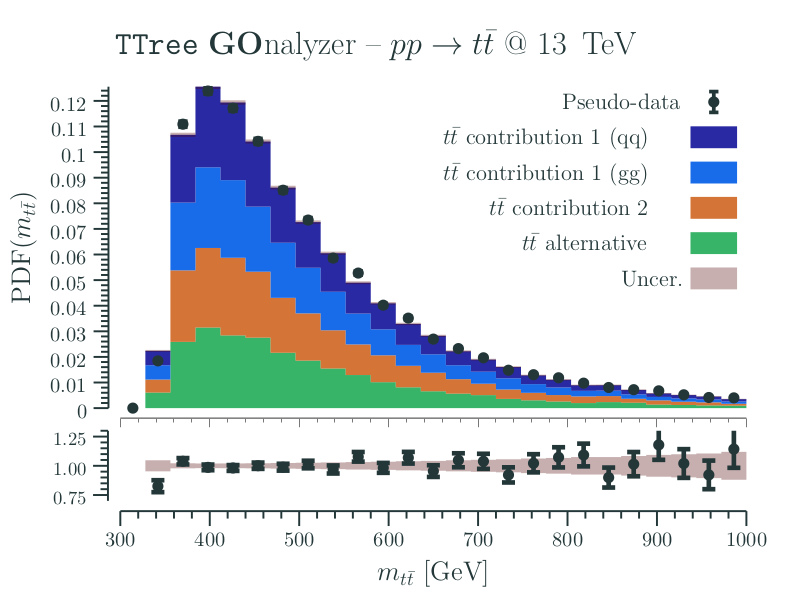 TTree GOnalyzer – pp → tt̄ @ 13 TeV
Pseudo-data
tt̄ contribution 1 (qq)
tt̄ contribution 1 (gg)
tt̄ contribution 2
tt̄ alternative
Uncer.
PDF(m_{tt̄})
0.12
0.11
0.1
0.09
0.08
0.07
0.06
0.05
0.04
0.03
0.02
0.01
0
1.25
1.00
0.75
300 400 500 600 700 800 900 1000
m_{tt̄} [GeV]